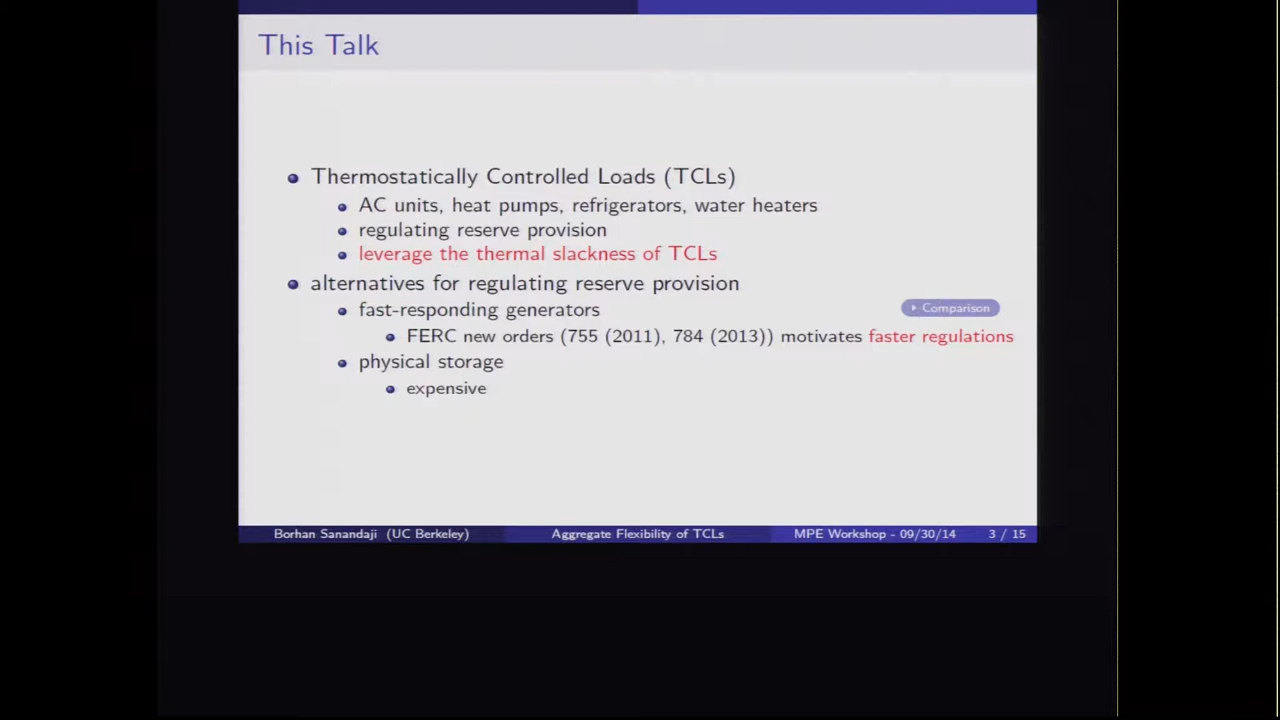 This Talk
Thermostatically Controlled Loads (TCLs)
AC units, heat pumps, refrigerators, water heaters
regulating reserve provision
leverage the thermal slackness of TCLs
alternatives for regulating reserve provision
fast-responding generators
Comparison
FERC new orders (755 (2011), 784 (2013)) motivates faster regulations
physical storage
expensive
Borhan Sanandaji (UC Berkeley) Aggregate Flexibility of TCLs MPE Workshop - 09/30/14 3 / 15